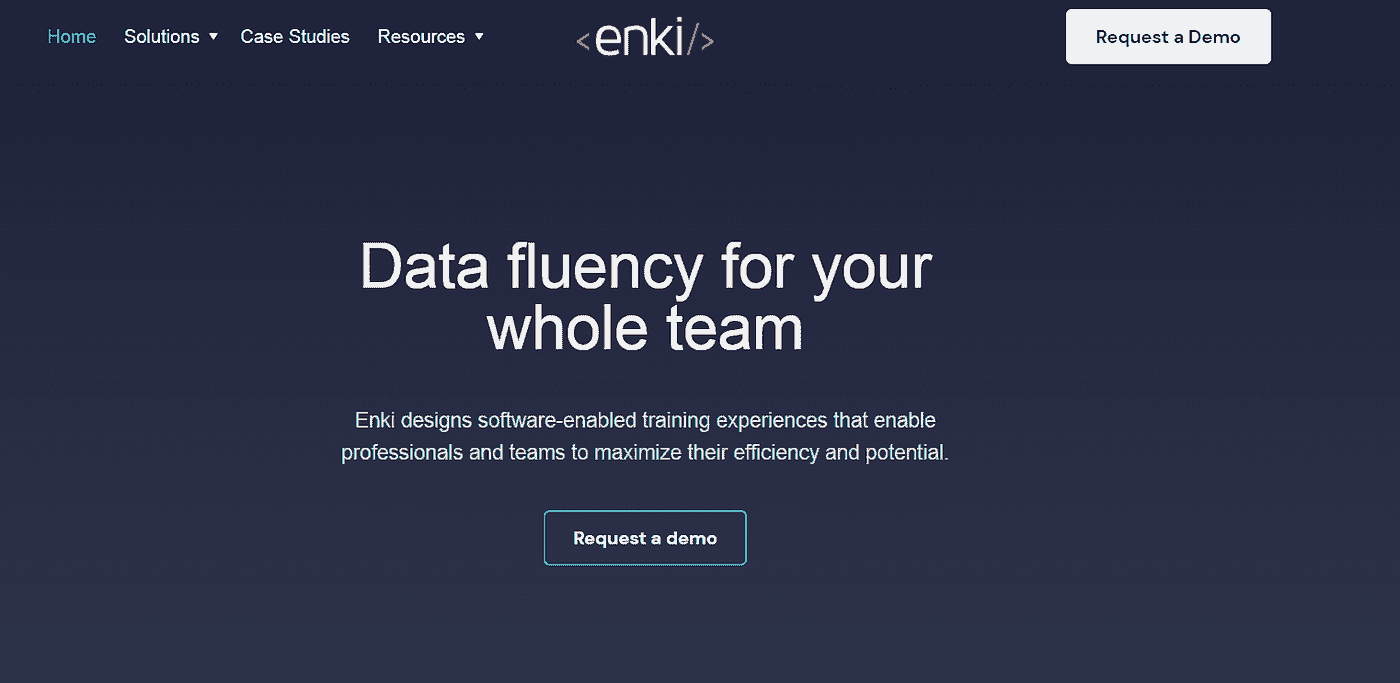 Home Solutions ▼ Case Studies Resources ▼ <enki/> Request a Demo
Data fluency for your
whole team
Enki designs software-enabled training experiences that enable
professionals and teams to maximize their efficiency and potential.
Request a demo